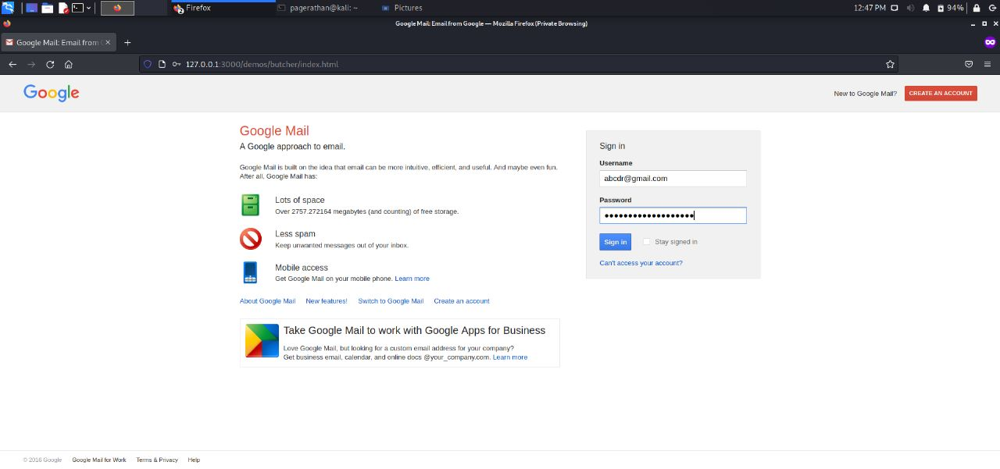 Firefox
pagerathan@kali: ~
Pictures
12:47 PM
94%
Google Mail: Email from Google — Mozilla Firefox (Private Browsing)
Google Mail: Email from
127.0.0.1:3000/demos/butcher/index.html
Google
New to Google Mail?
CREATE AN ACCOUNT
Google Mail
A Google approach to email.
Google Mail is built on the idea that email can be more intuitive, efficient, and useful. And maybe even fun.
After all, Google Mail has:
Lots of space
Over 2757.272164 megabytes (and counting) of free storage.
Less spam
Keep unwanted messages out of your inbox.
Mobile access
Get Google Mail on your mobile phone. Learn more
About Google Mail New features! Switch to Google Mail Create an account
Take Google Mail to work with Google Apps for Business
Love Google Mail, but looking for a custom email address for your company?
Get business email, calendar, and online docs @your_company.com. Learn more
Sign in
Username
abcdr@gmail.com
Password
•••••••••••••••••••
Sign in
Stay signed in
Can't access your account?
© 2016 Google Google Mail for Work Terms & Privacy Help